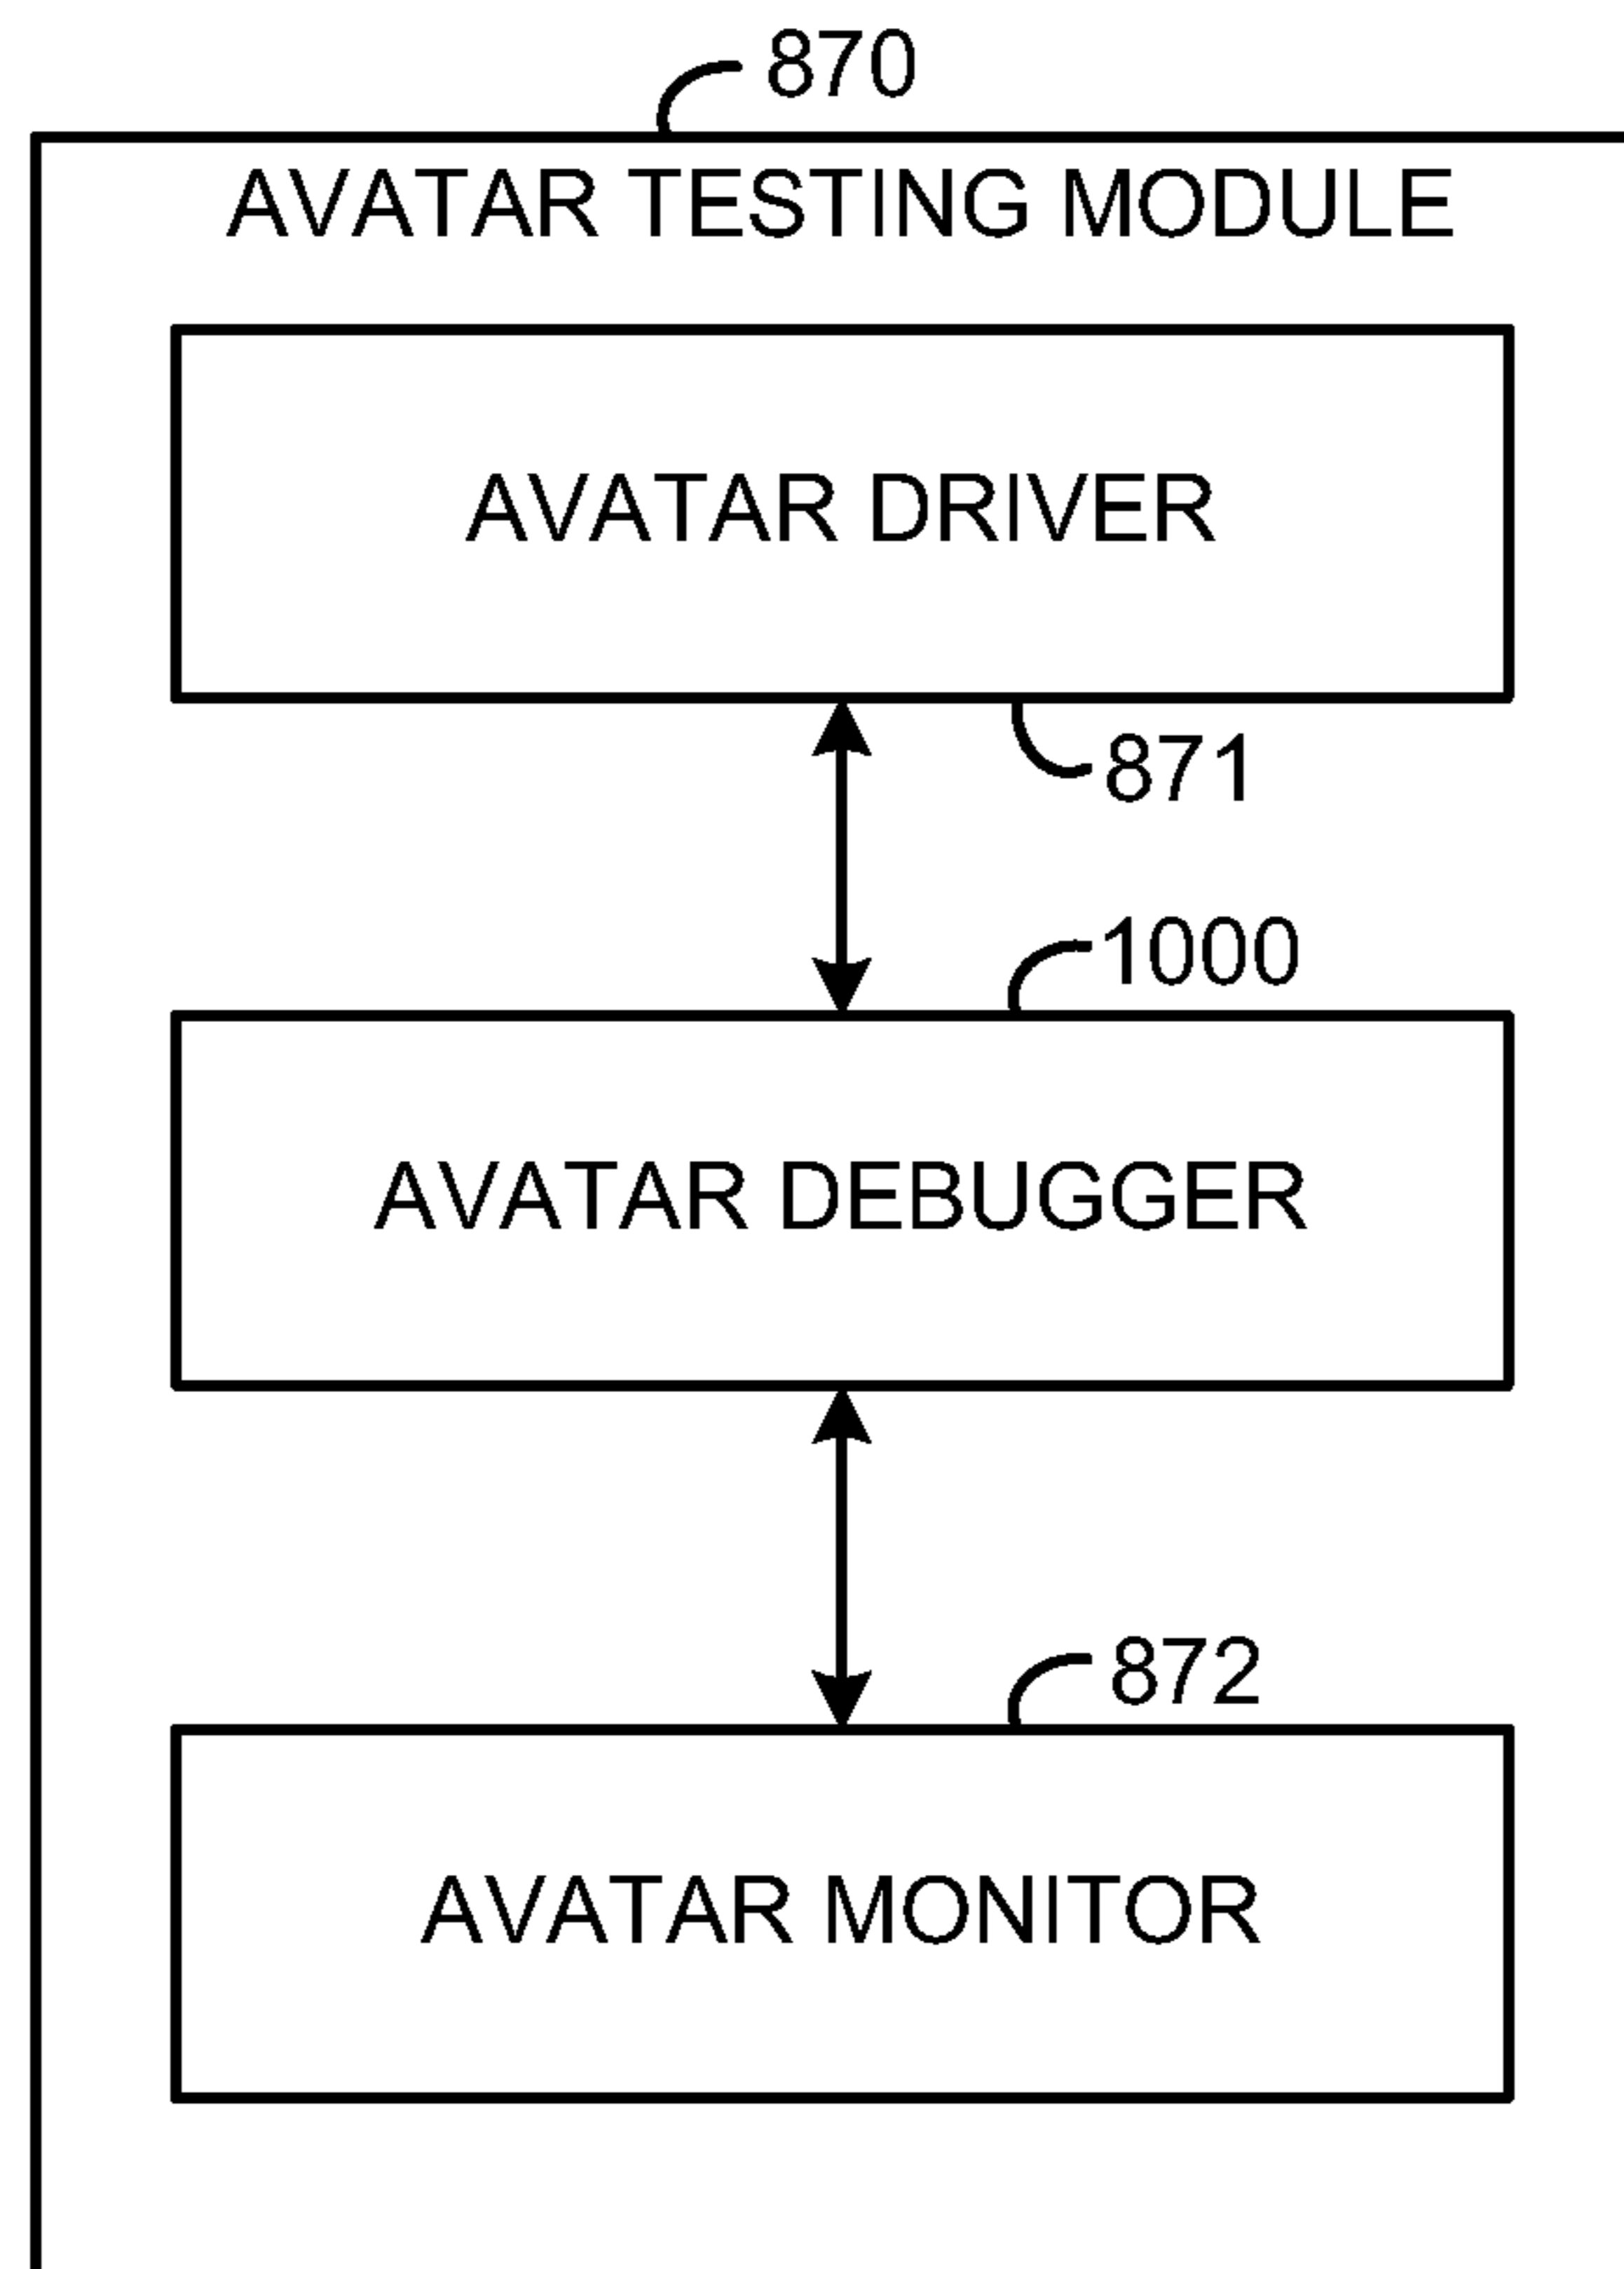 870
AVATAR TESTING MODULE
AVATAR DRIVER
871
1000
AVATAR DEBUGGER
872
AVATAR MONITOR